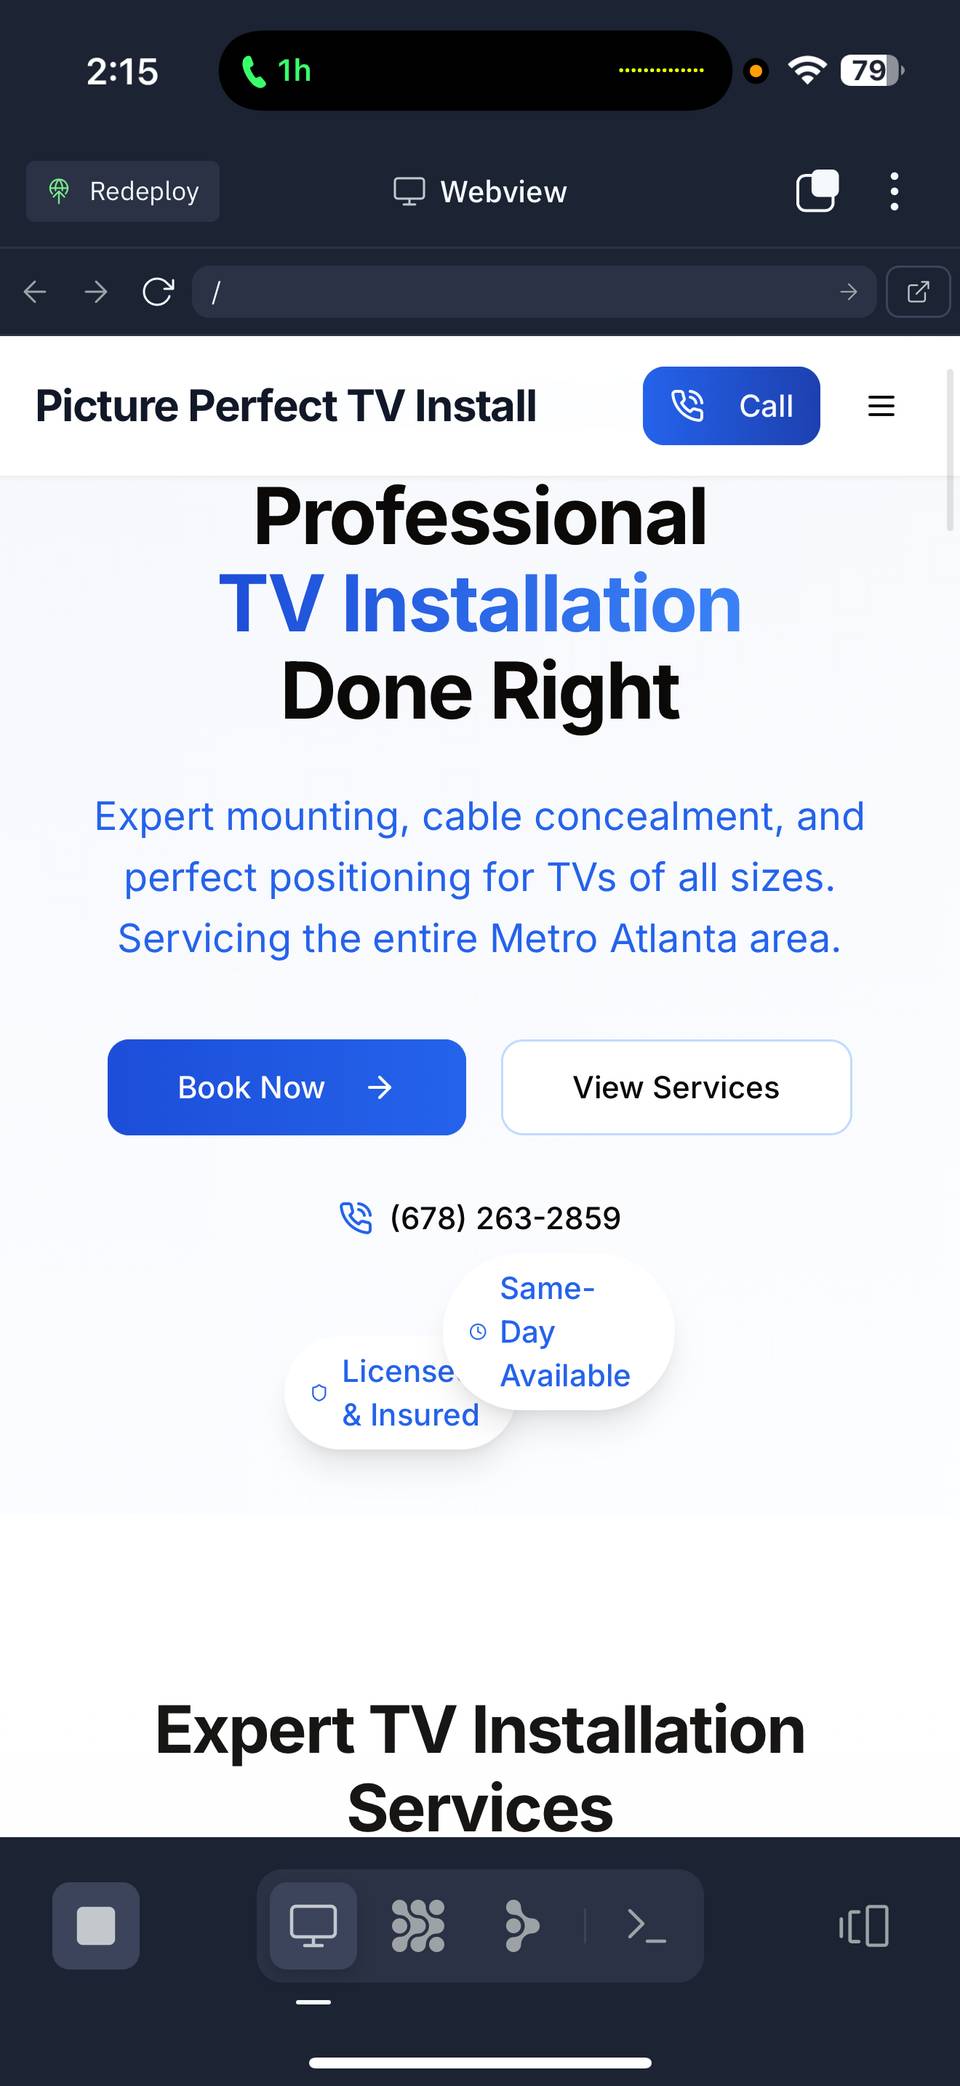 2:15
1h
79
Redeploy
Webview
/
Picture Perfect TV Install
Call
Professional
TV Installation
Done Right
Expert mounting, cable concealment, and
perfect positioning for TVs of all sizes.
Servicing the entire Metro Atlanta area.
Book Now
View Services
(678) 263-2859
Same-
Day
Available
License
& Insured
Expert TV Installation
Services